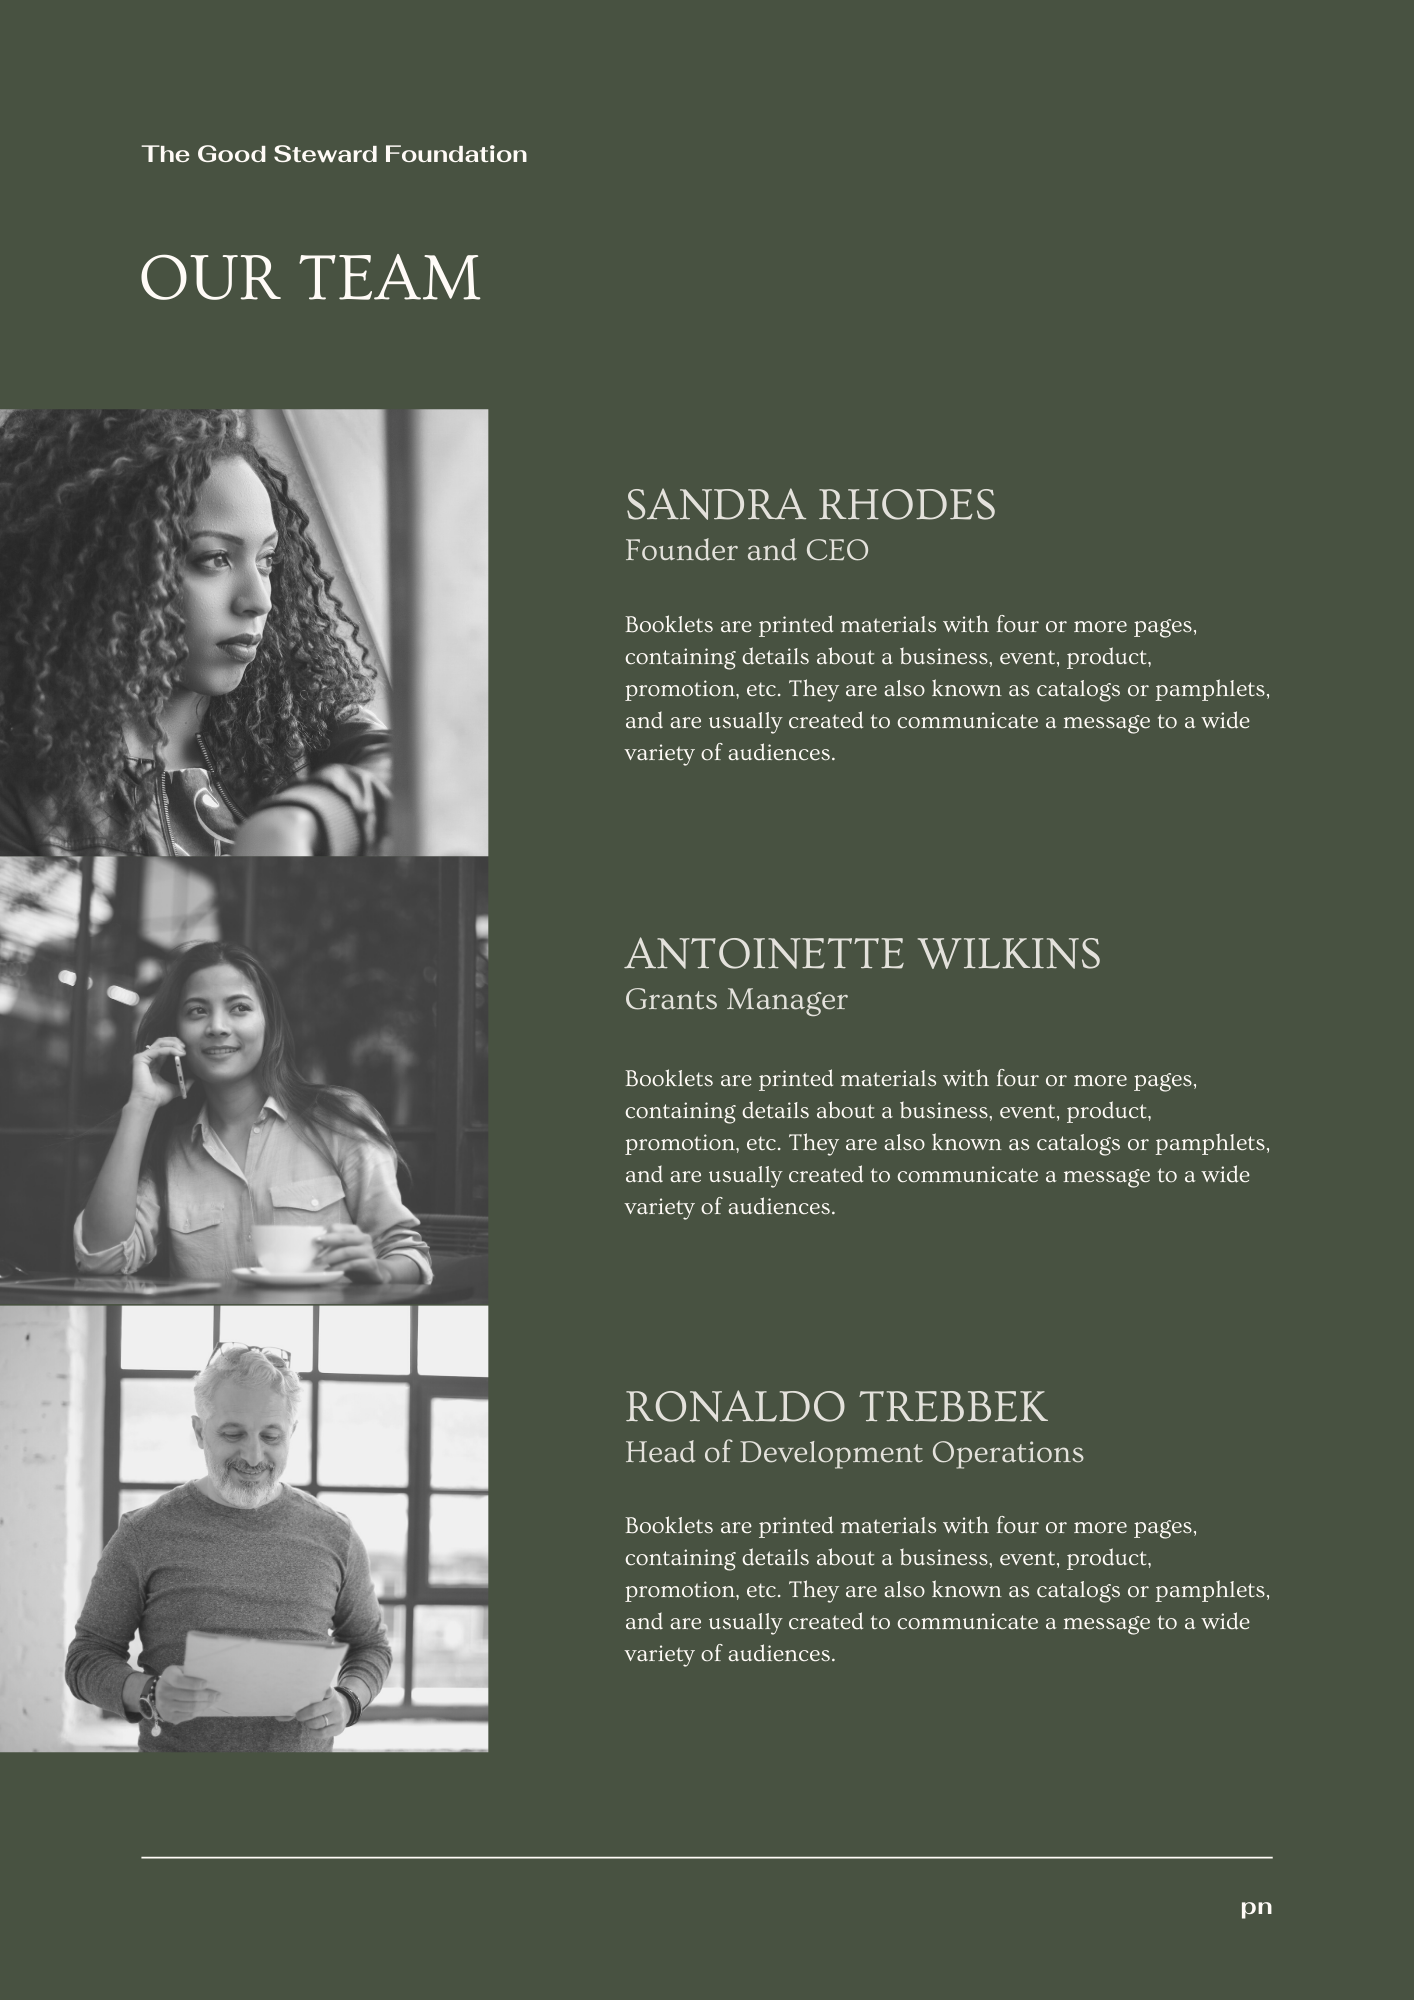 The Good Steward Foundation
OUR TEAM
SANDRA RHODES
Founder and CEO
Booklets are printed materials with four or more pages,
containing details about a business, event, product,
promotion, etc. They are also known as catalogs or pamphlets,
and are usually created to communicate a message to a wide
variety of audiences.
ANTOINETTE WILKINS
Grants Manager
Booklets are printed materials with four or more pages,
containing details about a business, event, product,
promotion, etc. They are also known as catalogs or pamphlets,
and are usually created to communicate a message to a wide
variety of audiences.
RONALDO TREBBEK
Head of Development Operations
Booklets are printed materials with four or more pages,
containing details about a business, event, product,
promotion, etc. They are also known as catalogs or pamphlets,
and are usually created to communicate a message to a wide
variety of audiences.
pn